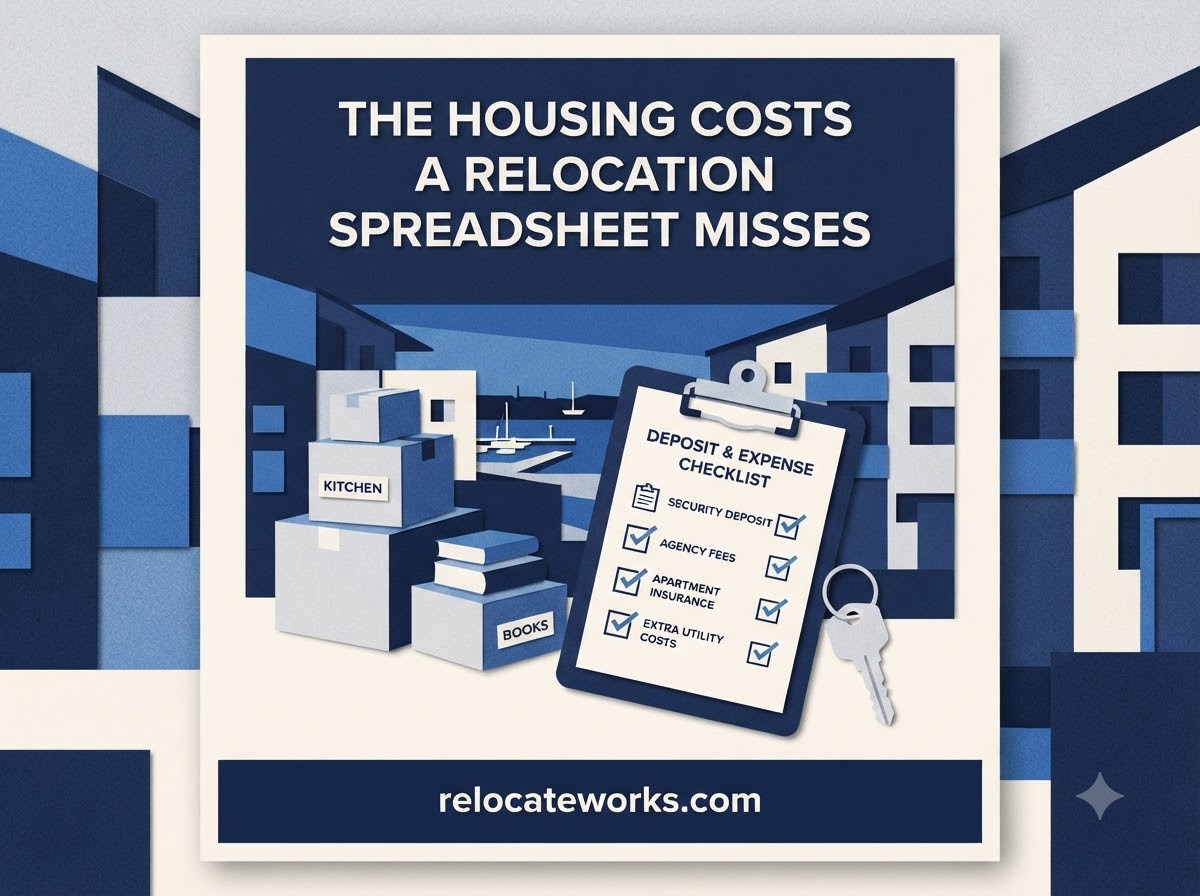 THE HOUSING COSTS
A RELOCATION
SPREADSHEET MISSES
KITCHEN
BOOKS
DEPOSIT & EXPENSE
CHECKLIST
SECURITY DEPOSIT
AGENCY FEES
APARTMENT
INSURANCE
EXTRA UTILITY
COSTS
relocateworks.com